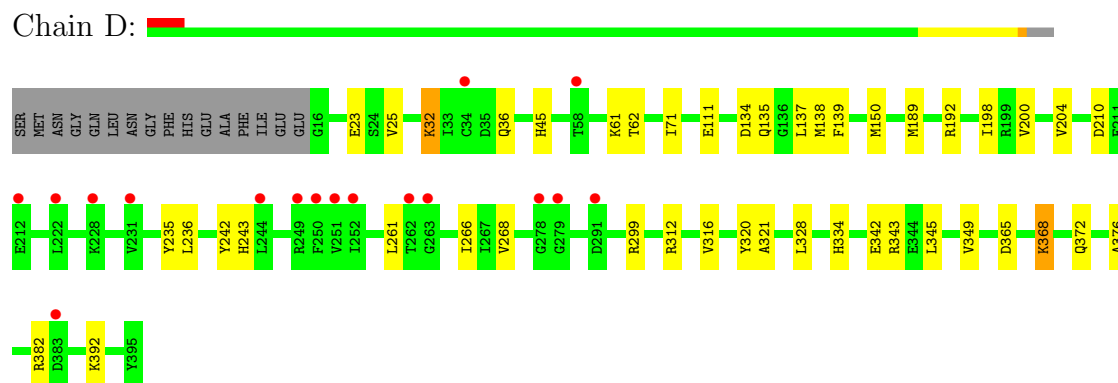 Chain D:
SER MET ASN GLY GLN LEU ASN GLY PHE HIS GLU ALA PHE ILE GLU GLU G16 E23 S24 V25 K32 I33 C34 D35 Q36 H45 T58 K61 T62 I71 E111 D134 Q135 G136 L137 M138 F139 M150 M189 R192 I198 R199 V200 V204 D210 E211
E212 L222 K228 V231 Y235 L236 Y242 H243 L244 R249 F250 V251 I252 L261 T262 G263 I266 I267 V268 G278 G279 D291 R299 R312 V316 Y320 A321 L328 H334 E342 R343 E344 L345 V349 D365 K368 Q372 A376
R382 D383 K392 Y395